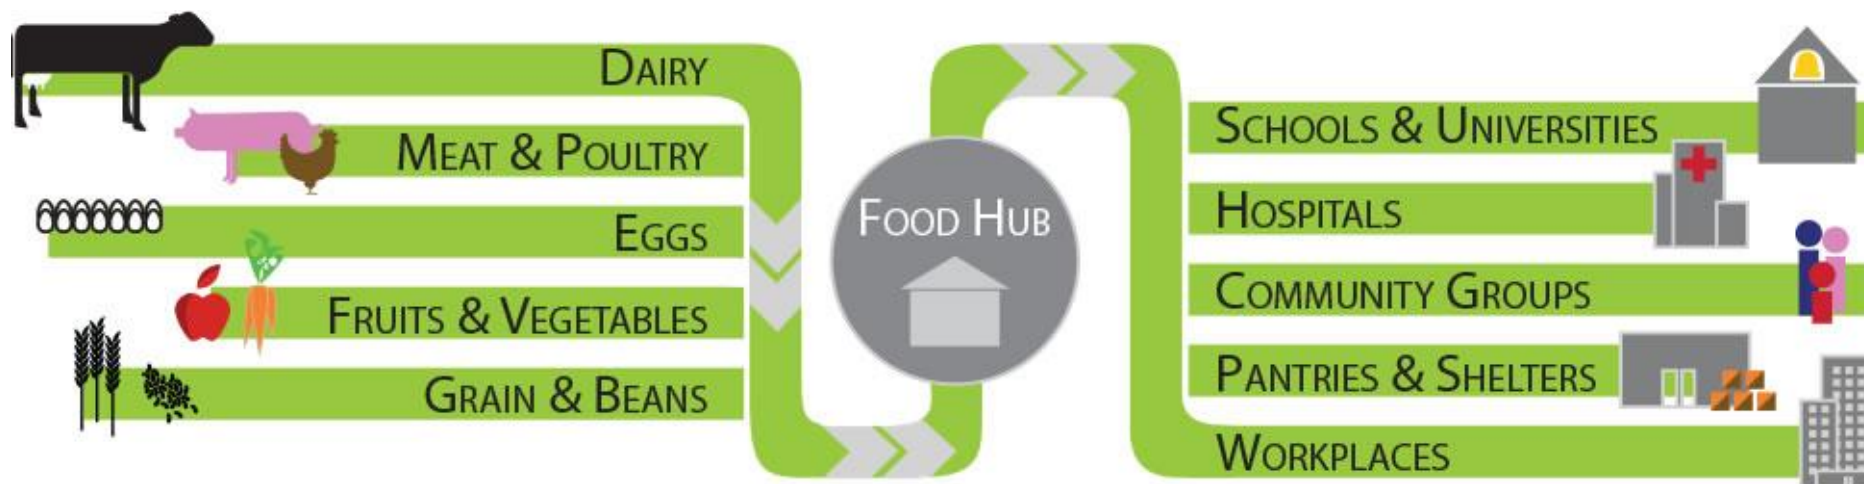 DAIRY
MEAT & POULTRY
EGGS
FRUITS & VEGETABLES
GRAIN & BEANS
FOOD HUB
SCHOOLS & UNIVERSITIES
HOSPITALS
COMMUNITY GROUPS
PANTRIES & SHELTERS
WORKPLACES